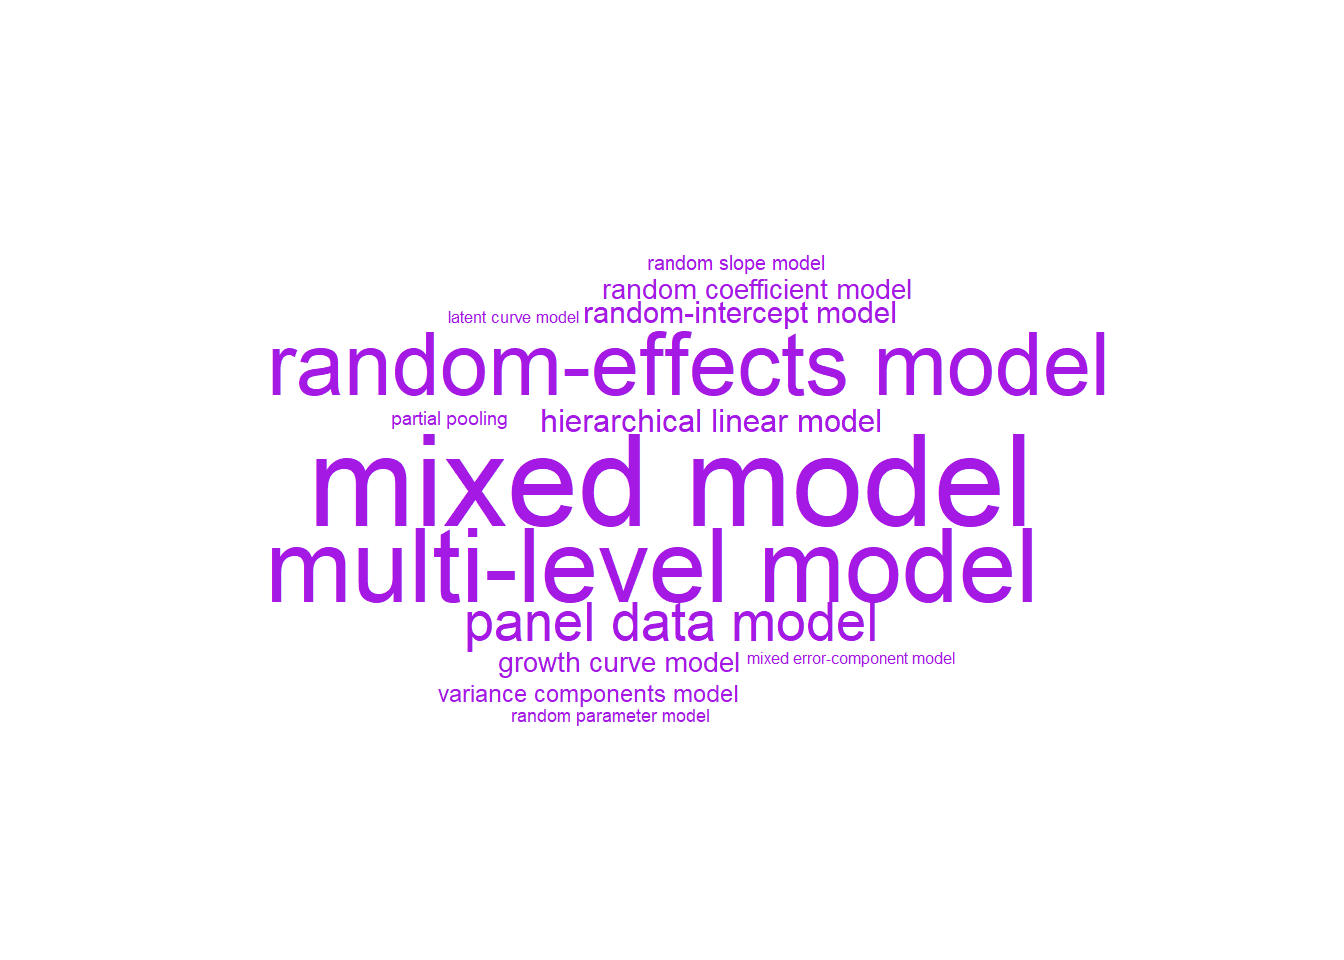 random slope model
random coefficient model
latent curve model random-intercept model
random-effects model
partial pooling hierarchical linear model
mixed model
multi-level model
panel data model
growth curve model mixed error-component model
variance components model
random parameter model